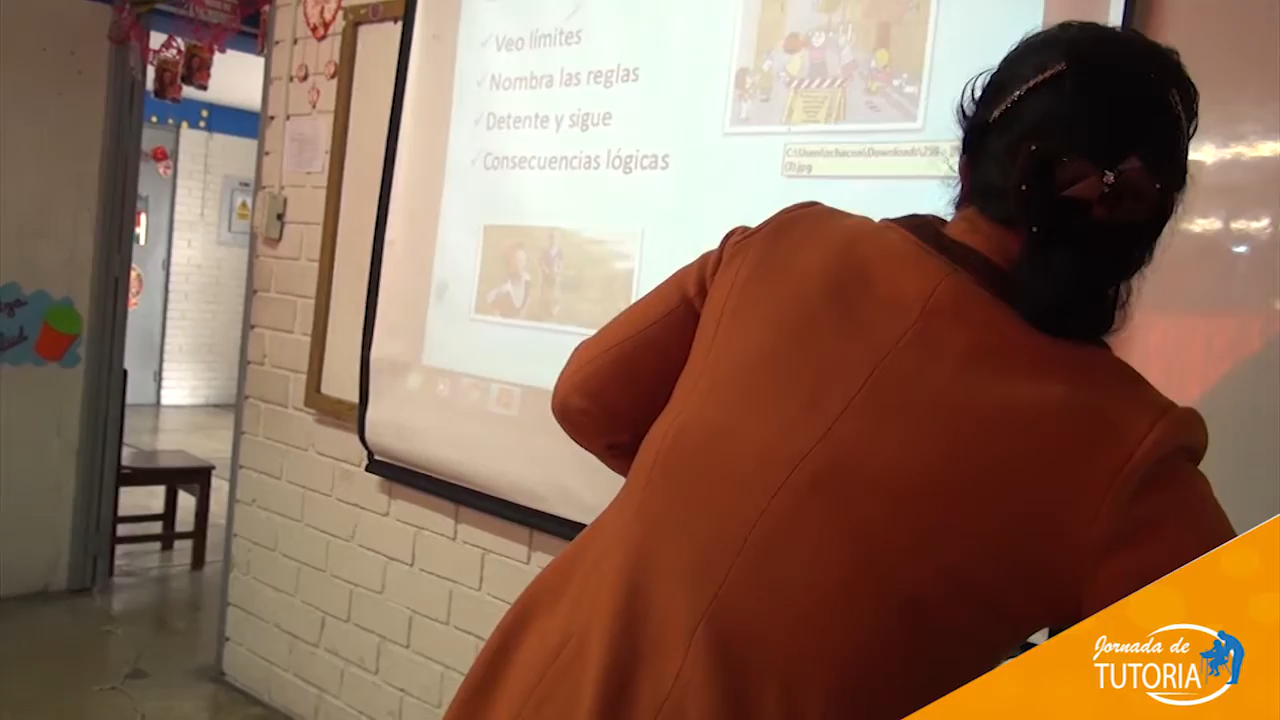 Veo límites
Nombra las reglas
Detente y sigue
Consecuencias lógicas
Jornada de
TUTORIA